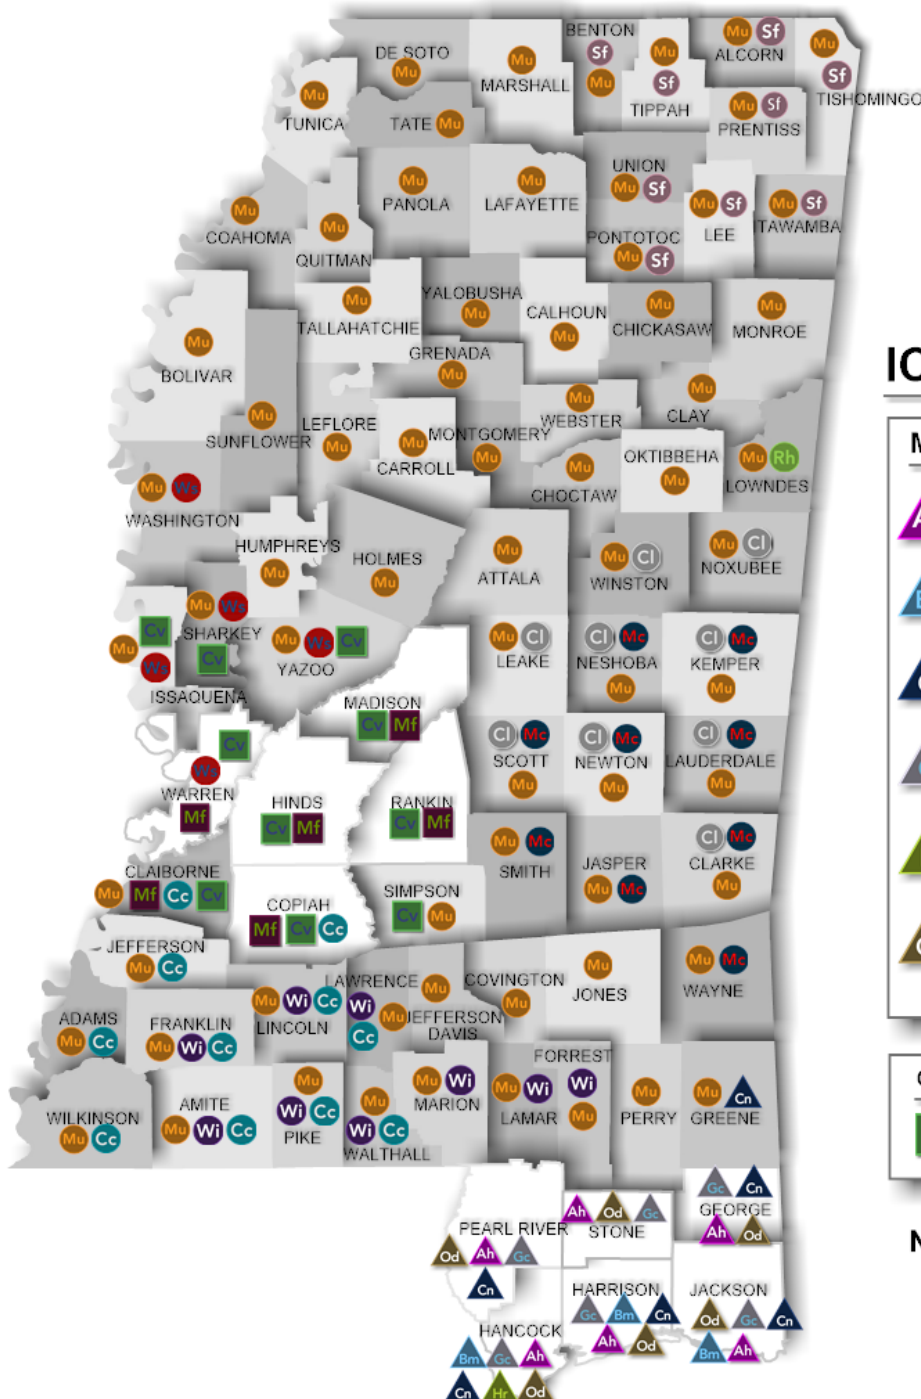 DE SOTO
Mu
MARSHALL
Mu
BENTON
Sf
Mu
TIPPAH
Mu
Sf
ALCORN
Mu Sf
TISHOMINGO
Mu
Sf
TUNICA
Mu
TATE Mu
PRENTISS
Mu Sf
PANOLA
Mu
LAFAYETTE
Mu
UNION
Mu Sf
LEE
Mu Sf
ITAWAMBA
Mu Sf
COAHOMA
Mu
QUITMAN
Mu
PONTOTOC
Mu Sf
TALLAHATCHIE
Mu
YALOBUSHA
Mu
CALHOUN
Mu
CHICKASAW
Mu
MONROE
Mu
BOLIVAR
Mu
GRENADA
Mu
IC
SUNFLOWER
Mu
LEFLORE
Mu
CARROLL
Mu
MONTGOMERY
Mu
WEBSTER
Mu
CLAY
Mu
CHOCTAW
Mu
OKTIBBEHA
Mu
LOWNDES
Mu Rh
WASHINGTON
Mu Ws
HUMPHREYS
Mu
HOLMES
Mu
ATTALA
Mu
WINSTON
Mu Cl
NOXUBEE
Mu Cl
SHARKEY
Mu Ws
Cv
ISSAQUENA
Cv
Mu
Ws
YAZOO
Mu Ws Cv
LEAKE
Mu Cl
NESHOBA
Cl Mc
Mu
KEMPER
Cl Mc
Mu
MADISON
Cv Mf
WARREN
Cv
Ws
Mf
HINDS
Cv Mf
RANKIN
Cv Mf
SCOTT
Cl Mc
Mu
NEWTON
Cl Mc
Mu
LAUDERDALE
Cl Mc
Mu
SMITH
Mu Mc
JASPER
Mu Mc
CLARKE
Cl Mc
Mu
CLAIBORNE
Mu Mf Cc Cv
COPIAH
Mf Cv Cc
SIMPSON
Cv Mu
JEFFERSON
Mu Cc
LINCOLN
Mu Wi Cc
LAWRENCE
Wi
Mu
Cc
JEFFERSON
DAVIS
Mu
COVINGTON
Mu
JONES
Mu
WAYNE
Mu Mc
ADAMS
Mu Cc
FRANKLIN
Mu Wi Cc
WILKINSON
Mu Cc
AMITE
Mu Wi Cc
PIKE
Mu
Wi Cc
WALTHALL
Mu
Wi Cc
MARION
Mu Wi
LAMAR
Mu Wi
FORREST
Wi
Mu
PERRY
Mu
GREENE
Mu Cn
PEARL RIVER
Od Ah Gc
Cn
STONE
Ah Od Gc
GEORGE
Gc Cn
Ah Od
HANCOCK
Bm Gc Ah
Cn Hr Od
HARRISON
Gc Bm Cn
Ah Od
JACKSON
Od Gc Cn
Bm Ah